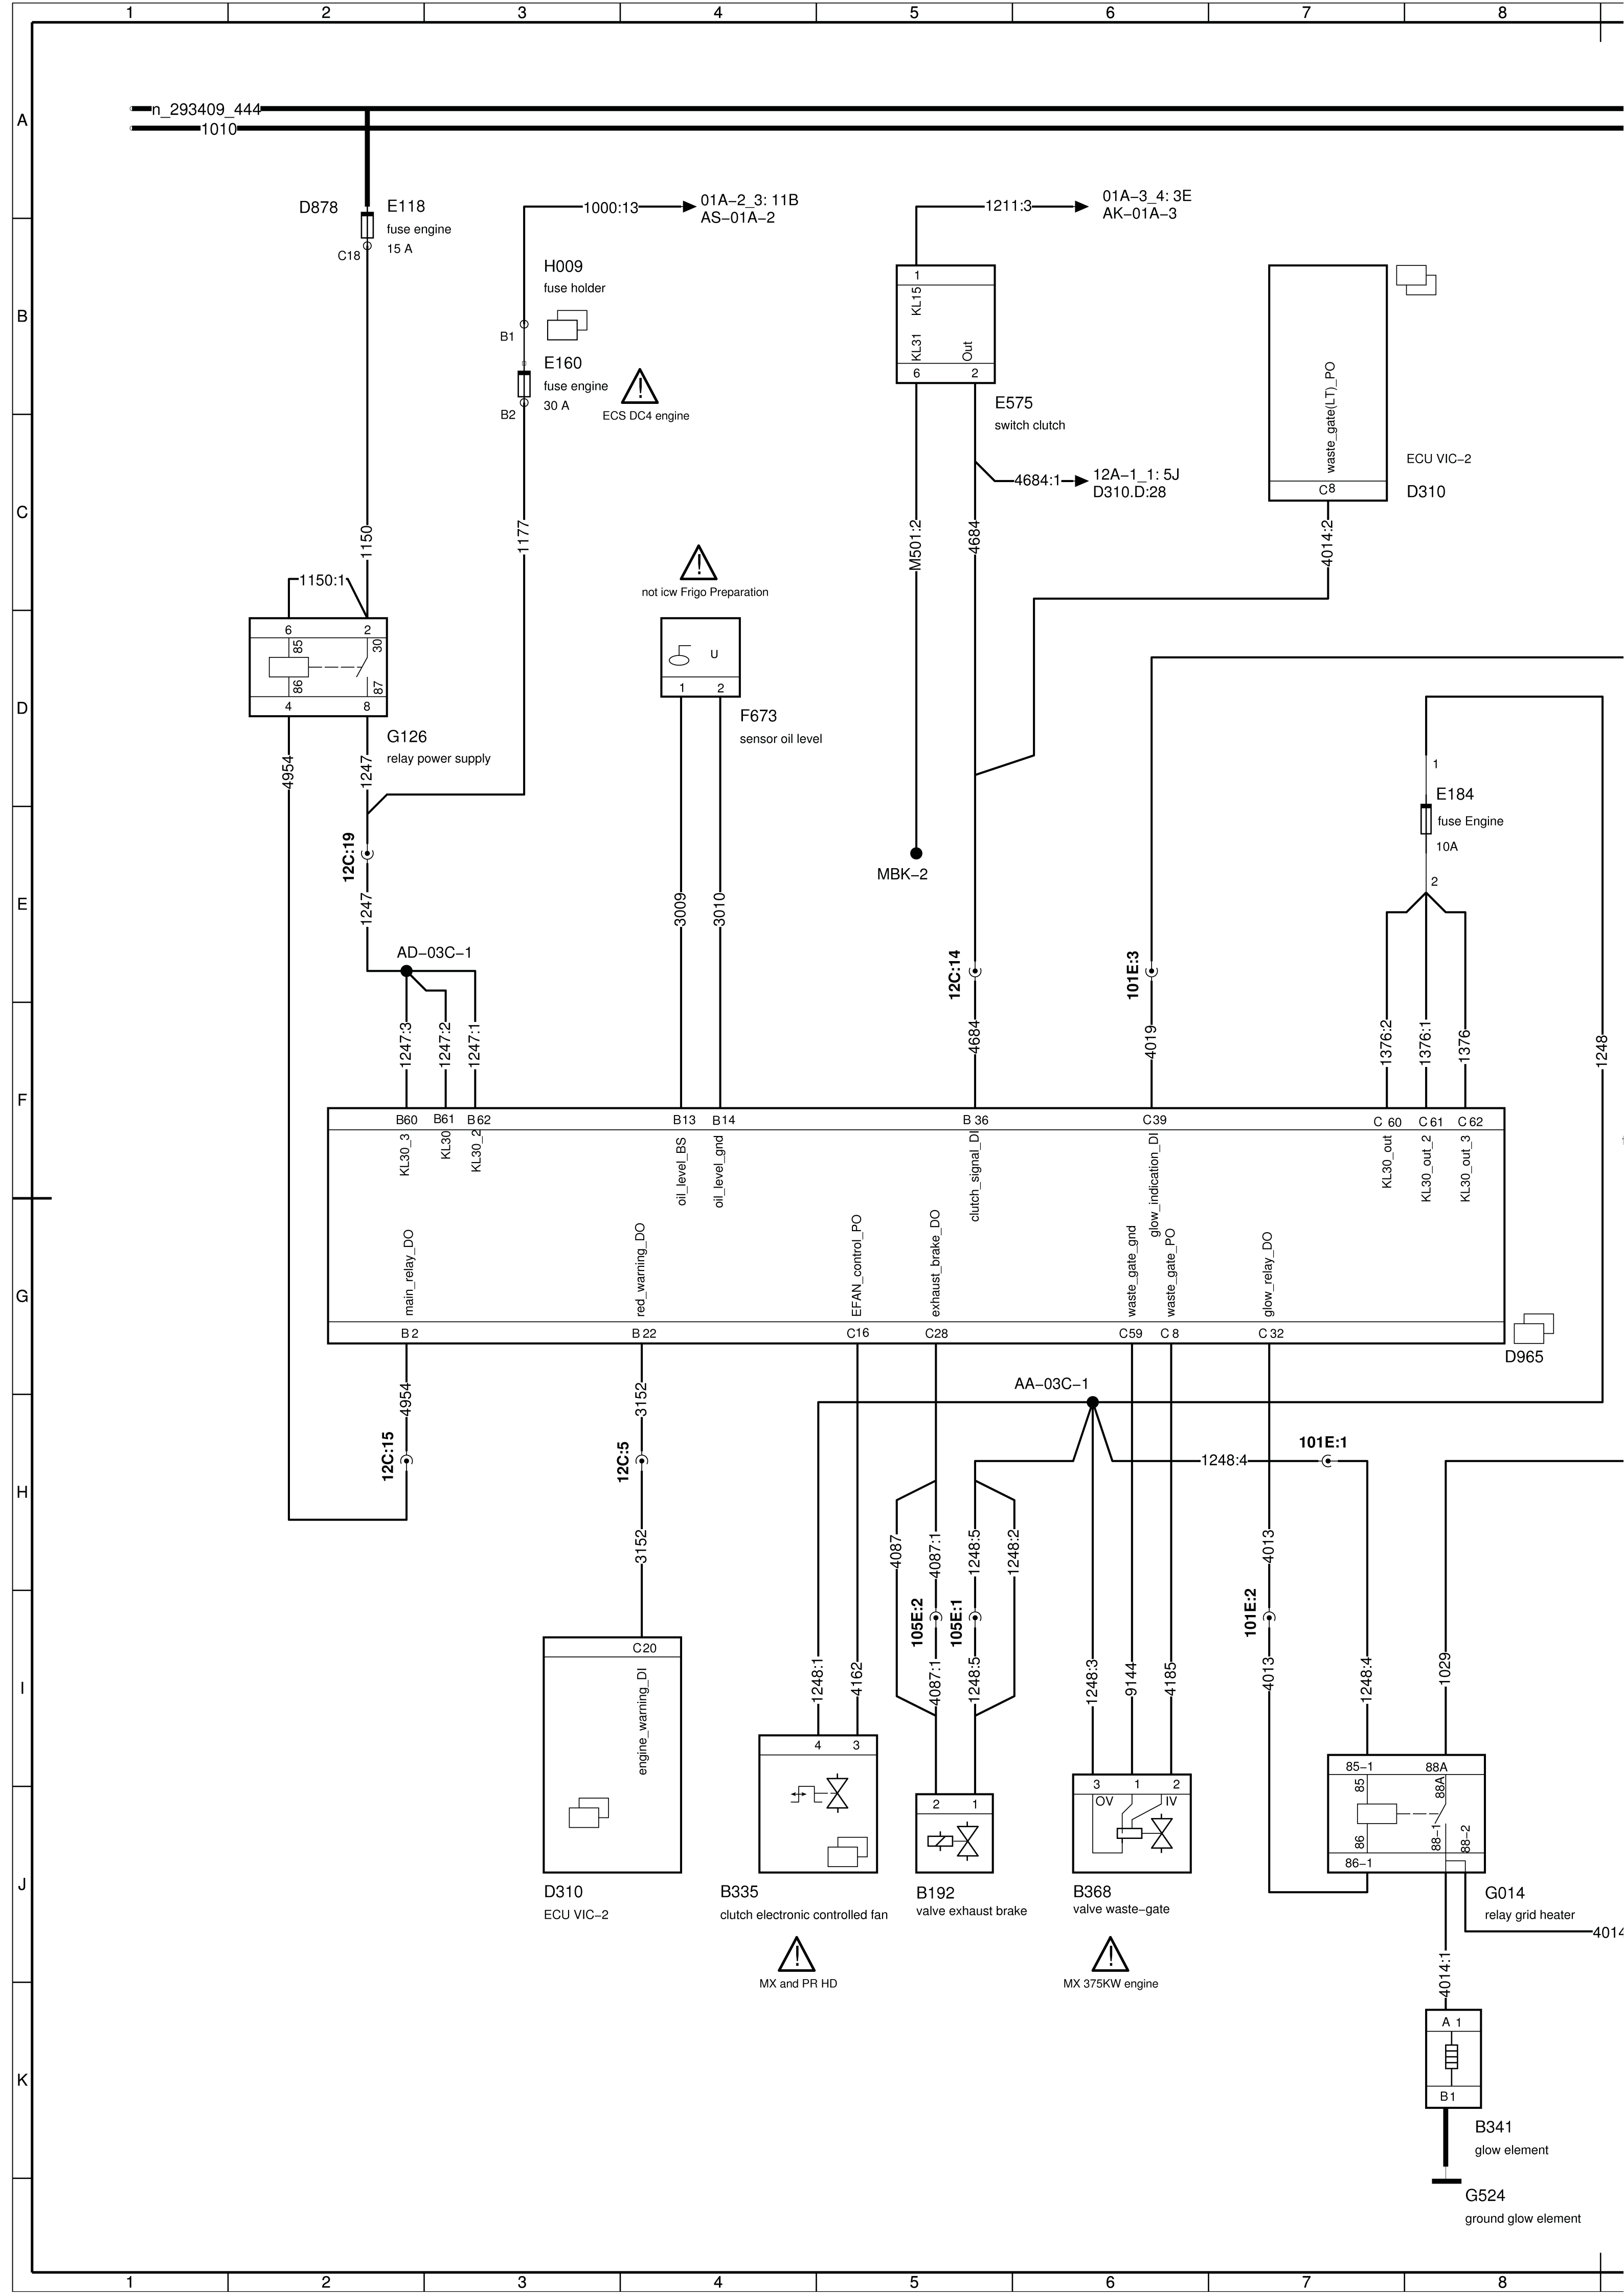 1 2 3 4 5 6 7 8
A
n_293409_444
1010
D878
E118
fuse engine
15 A
C18
1000:13
01A-2_3: 11B
AS-01A-2
1211:3
01A-3_4: 3E
AK-01A-3
B
H009
fuse holder
B1
E160
fuse engine
30 A
B2
ECS DC4 engine
1
KL15
KL31
Out
6 2
E575
switch clutch
waste_gate(LT)_PO
C8
ECU VIC-2
D310
C
4684:1
12A-1_1: 5J
D310.D:28
1150
1177
M501:2
4684
4014:2
1150:1
not icw Frigo Preparation
D
6 2
85 30
86 87
4 8
G126
relay power supply
U
1 2
F673
sensor oil level
4954
1247
1
E184
fuse Engine
10A
2
E
12C:19
1247
AD-03C-1
3009
3010
MBK-2
12C:14
101E:3
F
1247:3
1247:2
1247:1
4684
4019
1376:2
1376:1
1376
1248
B60 B61 B62 B13 B14 B 36 C39 C 60 C 61 C 62
KL30_3
KL30
KL30_2
oil_level_BS
oil_level_gnd
clutch_signal_DI
glow_indication_DI
KL30_out
KL30_out_2
KL30_out_3
G
main_relay_DO
red_warning_DO
EFAN_control_PO
exhaust_brake_DO
waste_gate_gnd
waste_gate_PO
glow_relay_DO
B 2 B 22 C16 C28 C59 C 8 C 32
D965
AA-03C-1
H
4954
12C:15
3152
12C:5
3152
1248:4
101E:1
4087
4087:1
1248:5
1248:2
4013
I
105E:2
105E:1
101E:2
C20
engine_warning_DI
1248:1
4162
4087:1
1248:5
1248:3
9144
4185
4013
1248:4
1029
4 3
2 1
3 1 2
OV IV
85-1 88A
85 88A
86 88-1 88-2
86-1
J
D310
ECU VIC-2
B335
clutch electronic controlled fan
MX and PR HD
B192
valve exhaust brake
B368
valve waste-gate
MX 375KW engine
G014
relay grid heater
4014
4014:1
K
A 1
B1
B341
glow element
G524
ground glow element
1 2 3 4 5 6 7 8